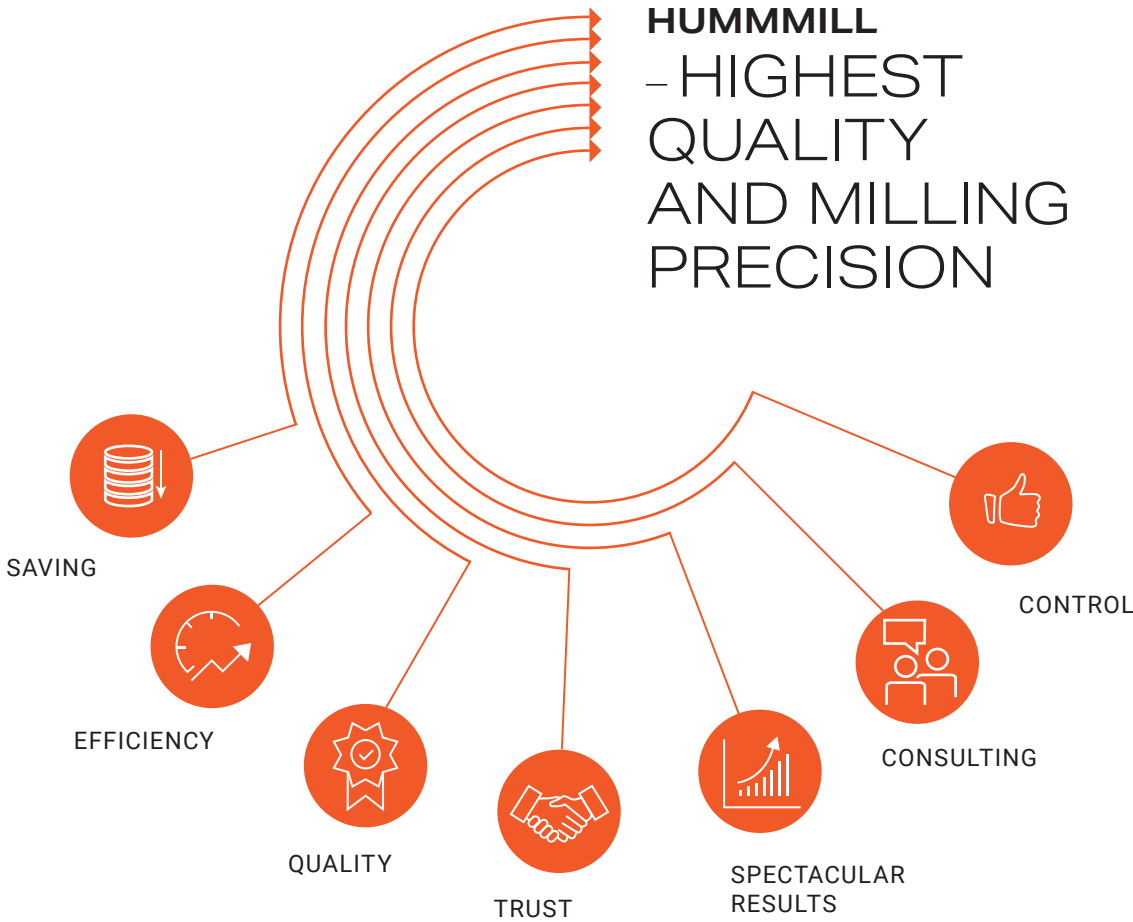 HUMMMILL
– HIGHEST
QUALITY
AND MILLING
PRECISION
SAVING
EFFICIENCY
QUALITY
TRUST
SPECTACULAR
RESULTS
CONSULTING
CONTROL